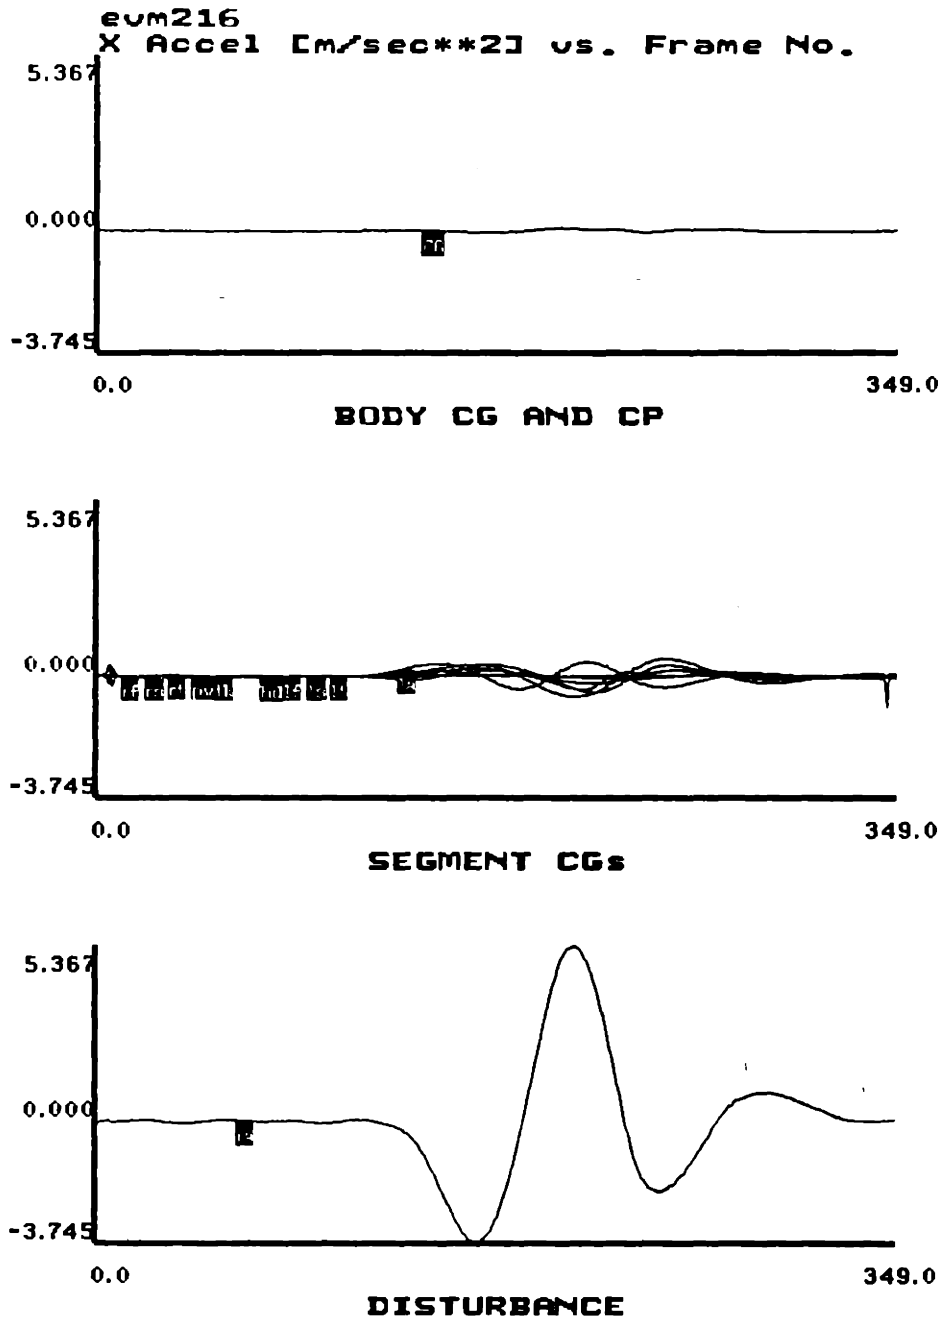 evm216
X Accel [m/sec**2] vs. Frame No.
5.367
0.000
-3.745
0.0 349.0
BODY CG AND CP
5.367
0.000
-3.745
0.0 349.0
SEGMENT CGs
5.367
0.000
-3.745
0.0 349.0
DISTURBANCE